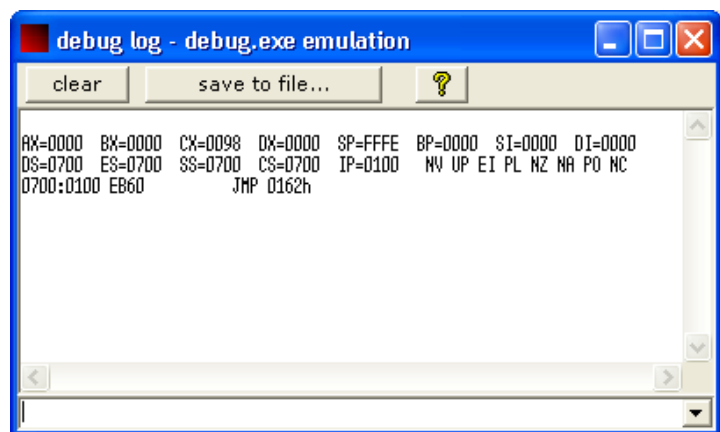 debug log - debug.exe emulation
clear save to file... ?
AX=0000 BX=0000 CX=0098 DX=0000 SP=FFFE BP=0000 SI=0000 DI=0000
DS=0700 ES=0700 SS=0700 CS=0700 IP=0100 NV UP EI PL NZ NA PO NC
0700:0100 EB60 JMP 0162h